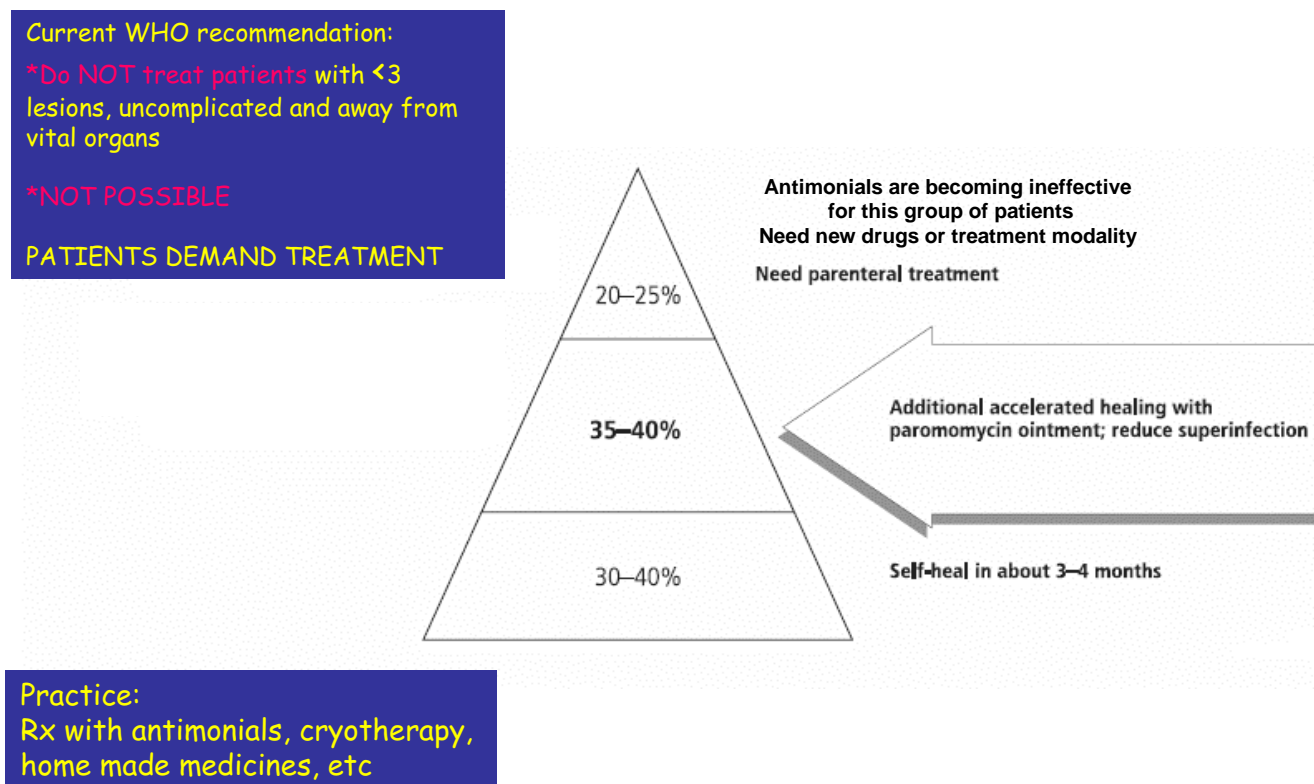 Current WHO recommendation:
*Do NOT treat patients with <3
lesions, uncomplicated and away from
vital organs
*NOT POSSIBLE
PATIENTS DEMAND TREATMENT
Antimonials are becoming ineffective
for this group of patients
Need new drugs or treatment modality
Need parenteral treatment
20–25%
35–40%
Additional accelerated healing with
paromomycin ointment; reduce superinfection
30–40%
Self-heal in about 3–4 months
Practice:
Rx with antimonials, cryotherapy,
home made medicines, etc